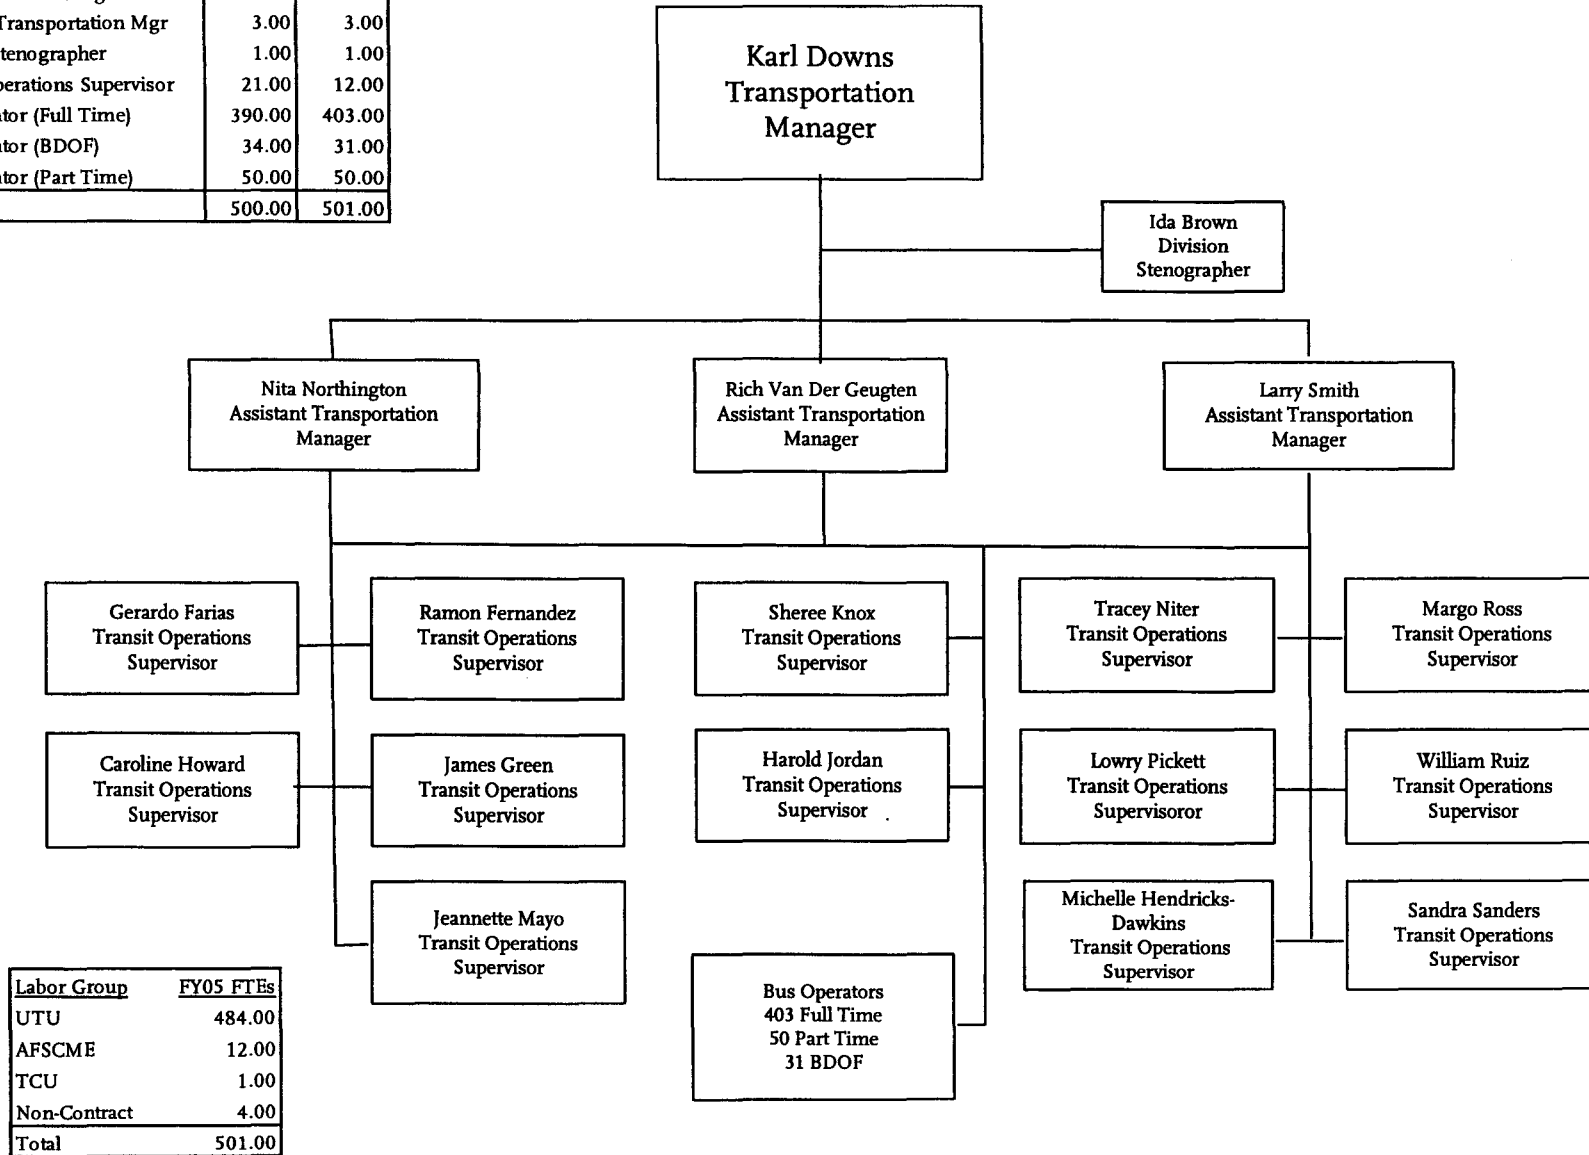 Transportation Mgr 3.00 3.00
tenographer 1.00 1.00
perations Supervisor 21.00 12.00
tor (Full Time) 390.00 403.00
tor (BDOF) 34.00 31.00
tor (Part Time) 50.00 50.00
500.00 501.00
Karl Downs
Transportation
Manager
Ida Brown
Division
Stenographer
Nita Northington
Assistant Transportation
Manager
Rich Van Der Geugten
Assistant Transportation
Manager
Larry Smith
Assistant Transportation
Manager
Gerardo Farias
Transit Operations
Supervisor
Ramon Fernandez
Transit Operations
Supervisor
Sheree Knox
Transit Operations
Supervisor
Tracey Niter
Transit Operations
Supervisor
Margo Ross
Transit Operations
Supervisor
Caroline Howard
Transit Operations
Supervisor
James Green
Transit Operations
Supervisor
Harold Jordan
Transit Operations
Supervisor
Lowry Pickett
Transit Operations
Supervisoror
William Ruiz
Transit Operations
Supervisor
Jeannette Mayo
Transit Operations
Supervisor
Michelle Hendricks-
Dawkins
Transit Operations
Supervisor
Sandra Sanders
Transit Operations
Supervisor
Bus Operators
403 Full Time
50 Part Time
31 BDOF
Labor Group FY05 FTEs
UTU 484.00
AFSCME 12.00
TCU 1.00
Non-Contract 4.00
Total 501.00